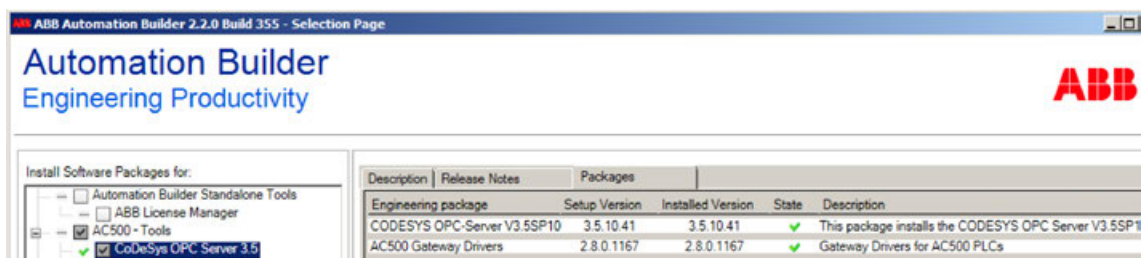 ABB ABB Automation Builder 2.2.0 Build 355 - Selection Page
Automation Builder
Engineering Productivity
ABB
Install Software Packages for:
Automation Builder Standalone Tools
ABB License Manager
AC500 - Tools
CoDeSys OPC Server 3.5
Description Release Notes Packages
Engineering package Setup Version Installed Version State Description
CODESYS OPC-Server V3.5SP10 3.5.10.41 3.5.10.41 This package installs the CODESYS OPC Server V3.5SP1
AC500 Gateway Drivers 2.8.0.1167 2.8.0.1167 Gateway Drivers for AC500 PLCs